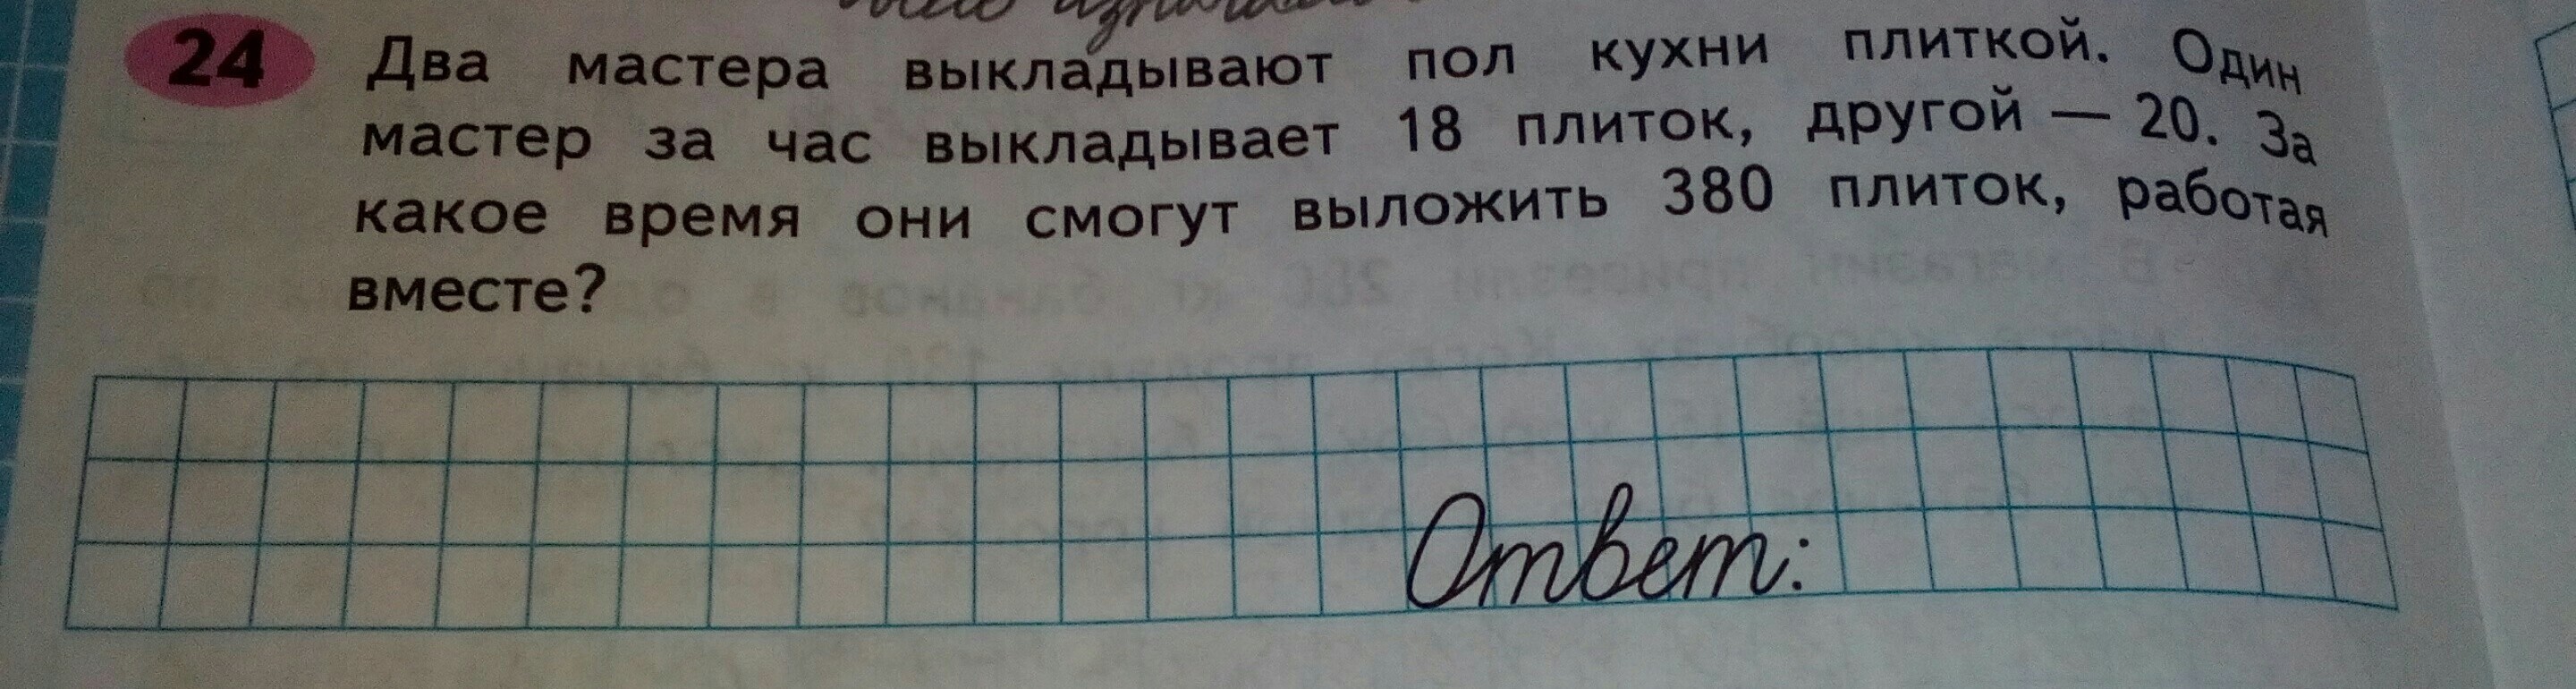 24 Два мастера выкладывают пол кухни плиткой. Один
мастер за час выкладывает 18 плиток, другой — 20. За
какое время они смогут выложить 380 плиток, работая
вместе?
Ответ: